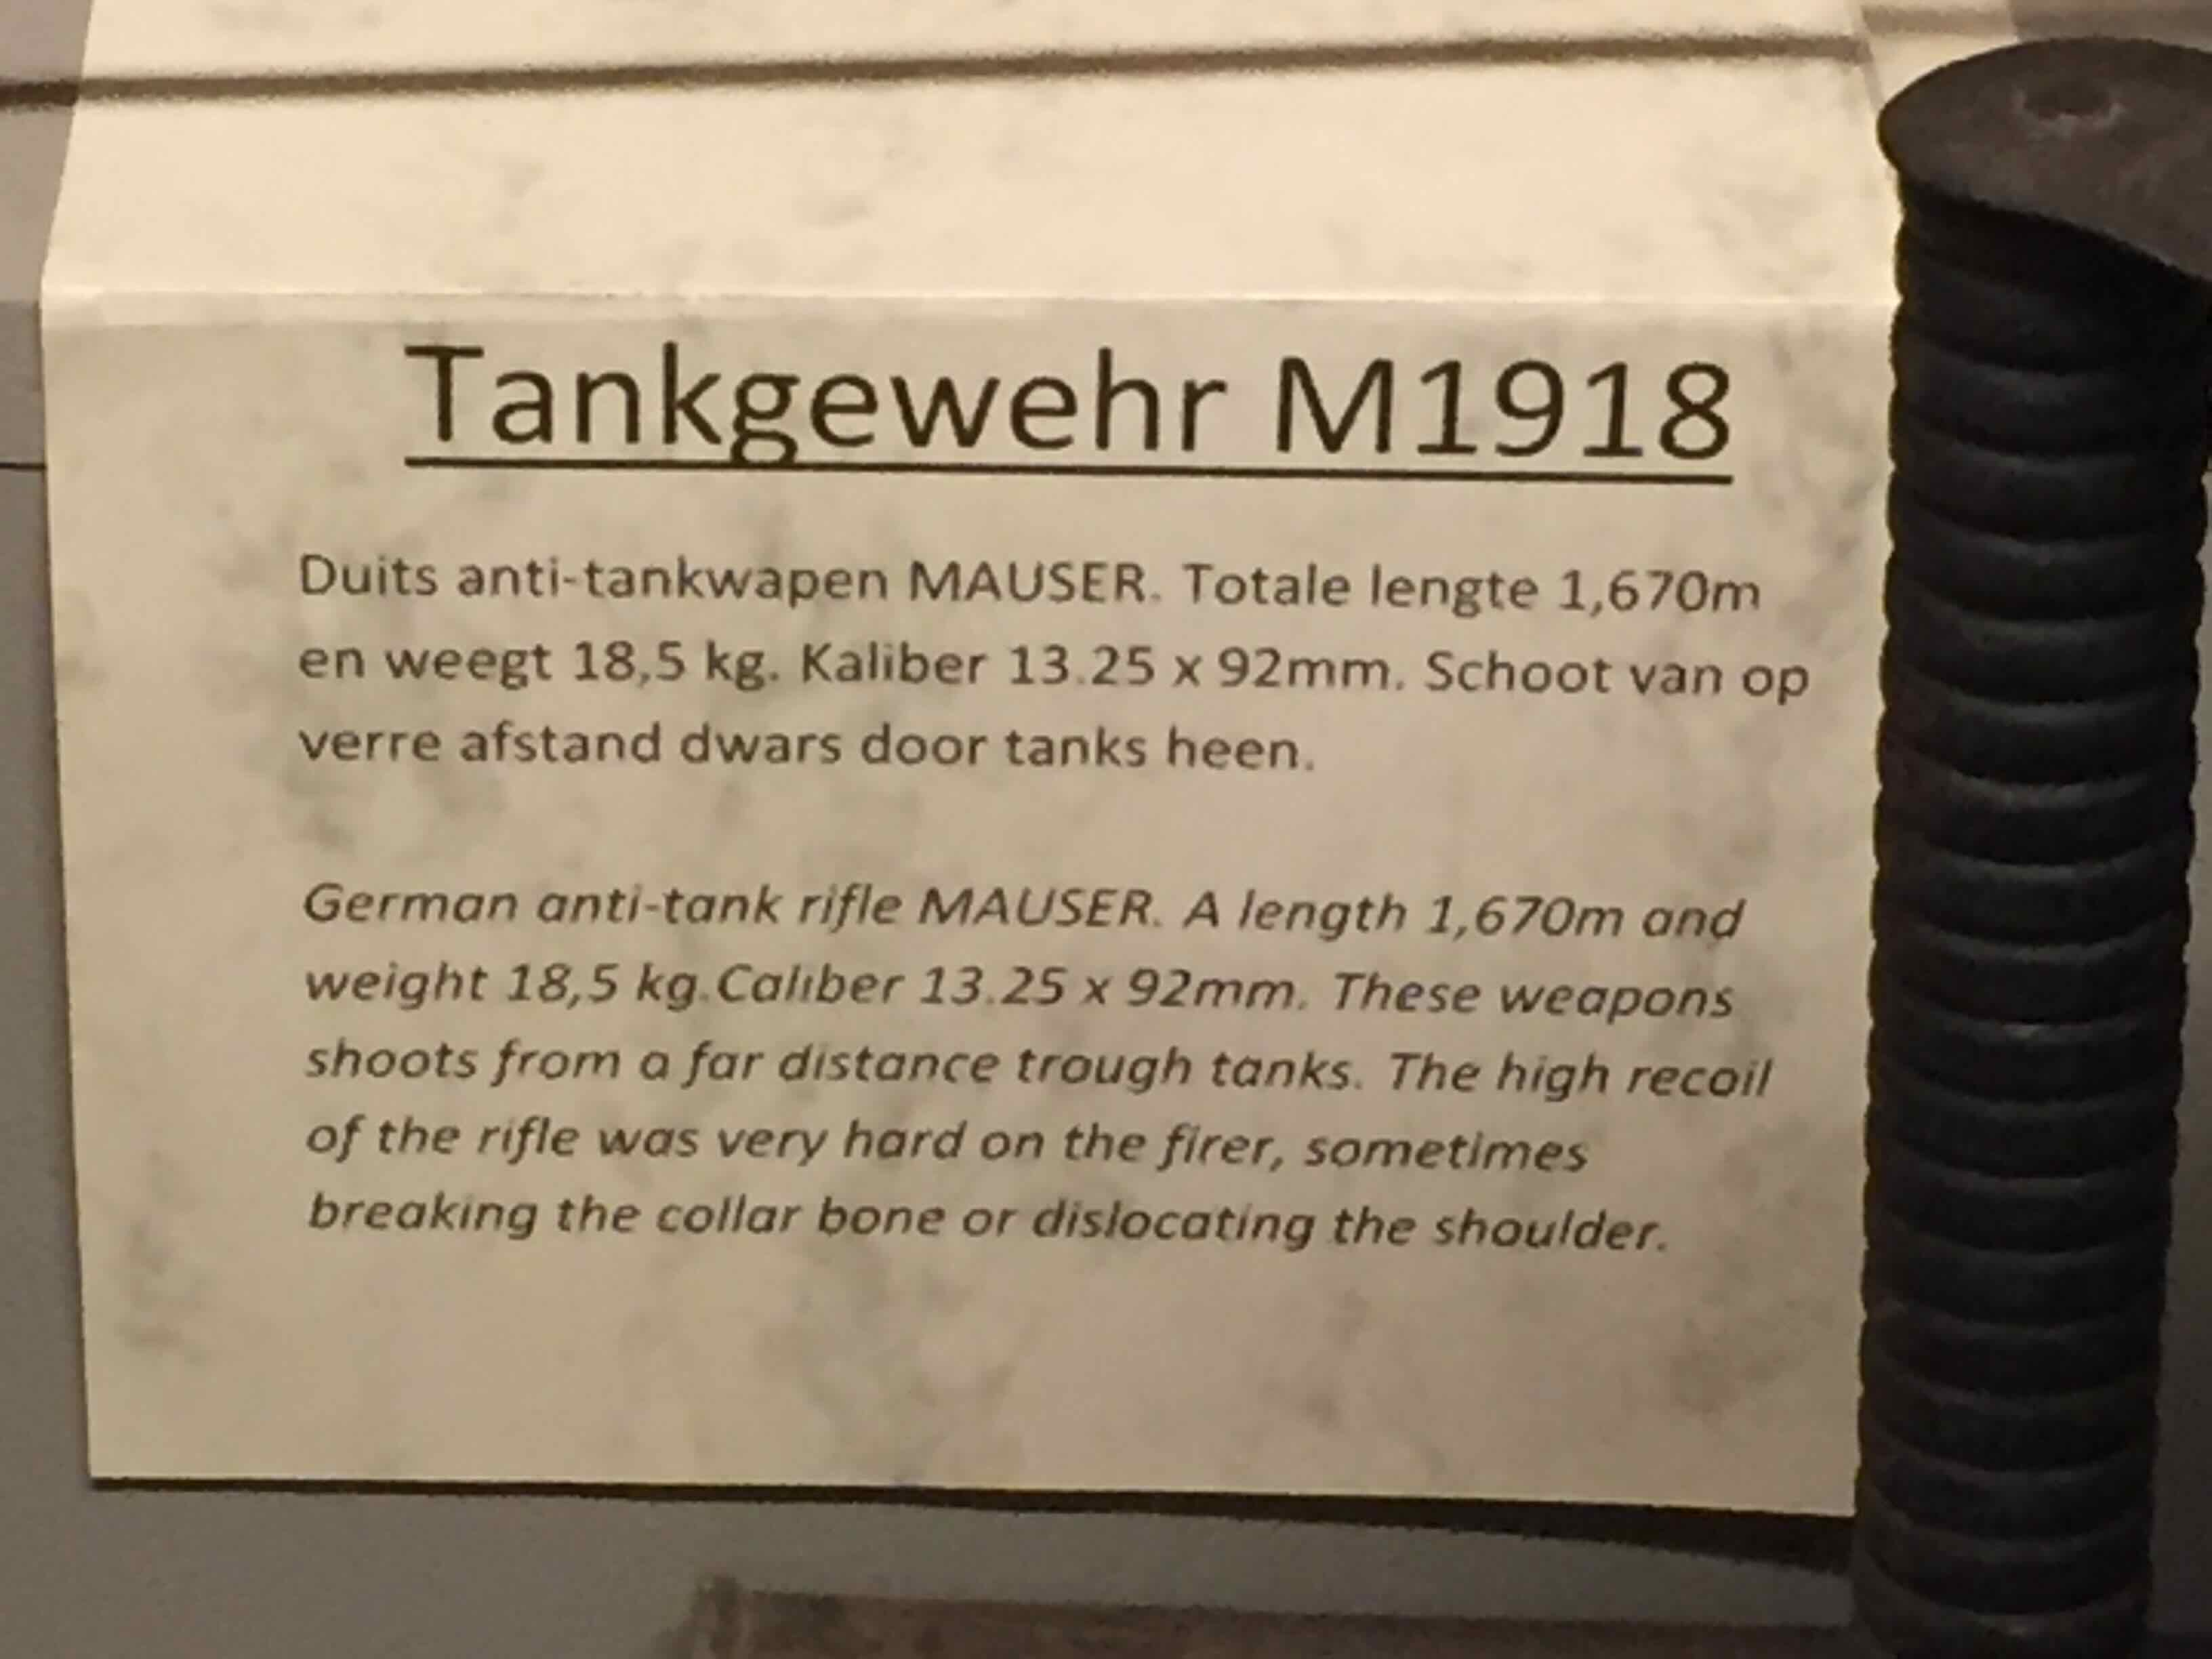 Tankgewehr M1918
Duits anti-tankwapen MAUSER. Totale lengte 1,670m
en weegt 18,5 kg. Kaliber 13.25 x 92mm. Schoot van op
verre afstand dwars door tanks heen.
German anti-tank rifle MAUSER. A length 1,670m and
weight 18,5 kg.Caliber 13.25 x 92mm. These weapons
shoots from a far distance trough tanks. The high recoil
of the rifle was very hard on the firer, sometimes
breaking the collar bone or dislocating the shoulder.